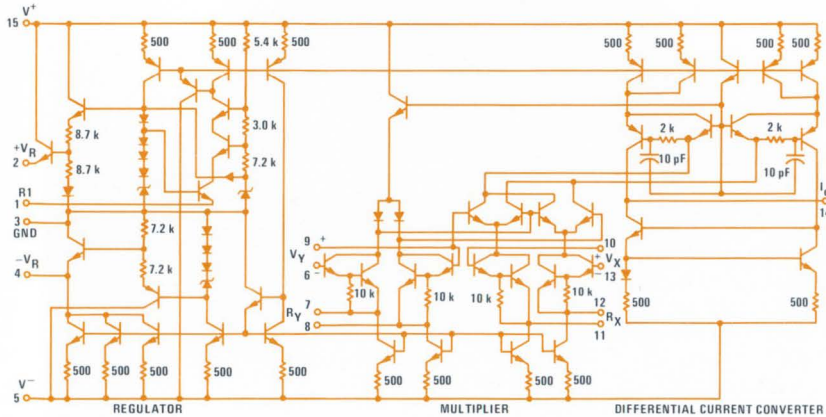 V+
15
500
500
5.4 k
500
500
500
500
500
+VR
2
8.7 k
8.7 k
3.0 k
7.2 k
2 k
2 k
10 pF
10 pF
R1
1
3
GND
-VR
4
7.2 k
7.2 k
9 +
VY
6 -
10 k
7
RY
8
10 k
10 k
10 k
10
+ VX
-
13
12
RX
11
500
500
500
500
500
500
500
500
500
500
500
500
V-
5
REGULATOR
MULTIPLIER
DIFFERENTIAL CURRENT CONVERTER